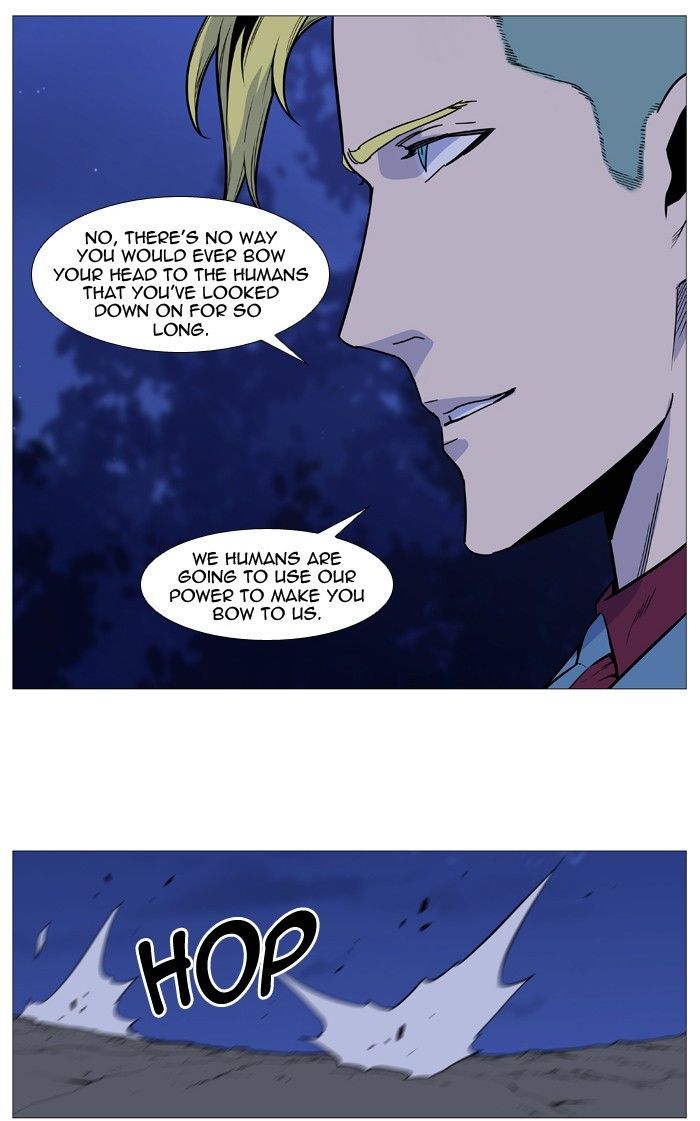 NO, THERE'S NO WAY
YOU WOULD EVER BOW
YOUR HEAD TO THE HUMANS
THAT YOU'VE LOOKED
DOWN ON FOR SO
LONG.
WE HUMANS ARE
GOING TO USE OUR
POWER TO MAKE YOU
BOW TO US.
HOP